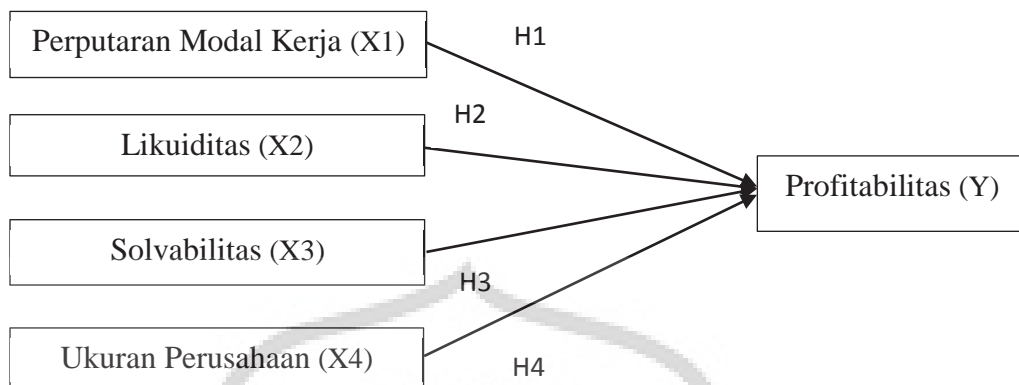 Perputaran Modal Kerja (X1)
H1
H2
Likuiditas (X2)
Profitabilitas (Y)
Solvabilitas (X3)
H3
Ukuran Perusahaan (X4)
H4